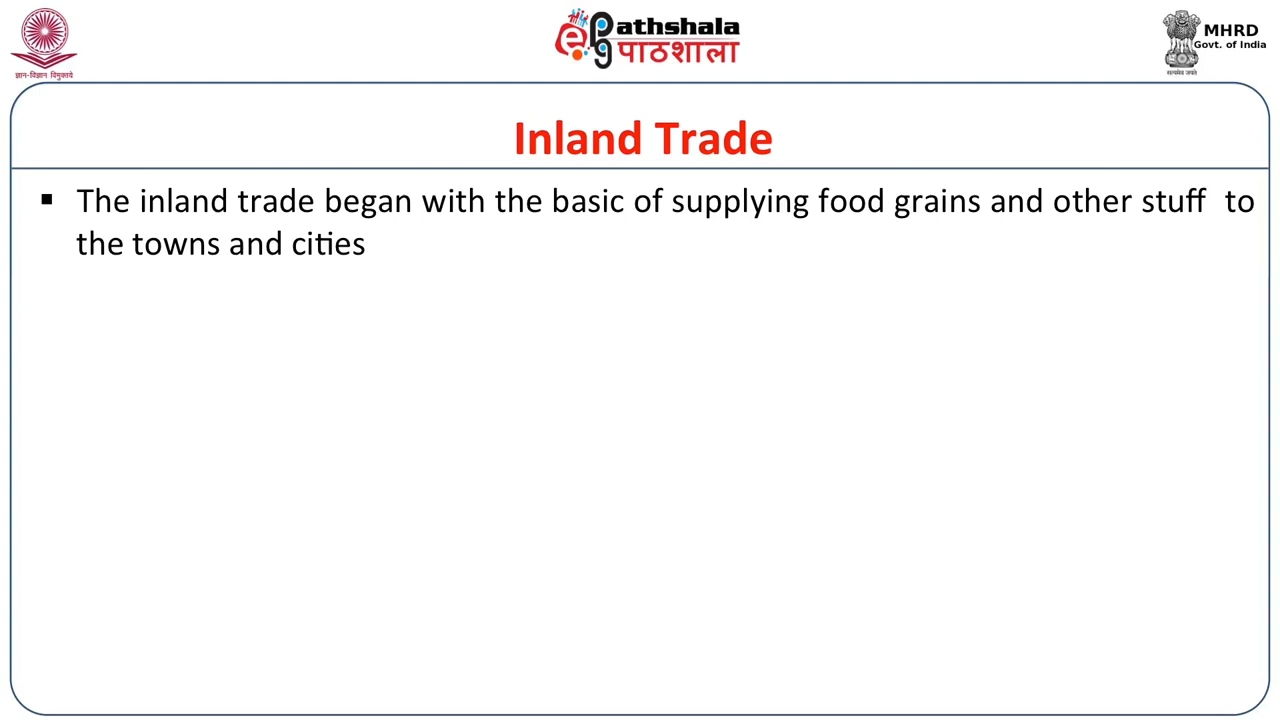 ज्ञान-विज्ञान विमुक्तये
ePathshala
पाठशाला
MHRD
Govt. of India
सत्यमेव जयते
Inland Trade
▪ The inland trade began with the basic of supplying food grains and other stuff to
the towns and cities